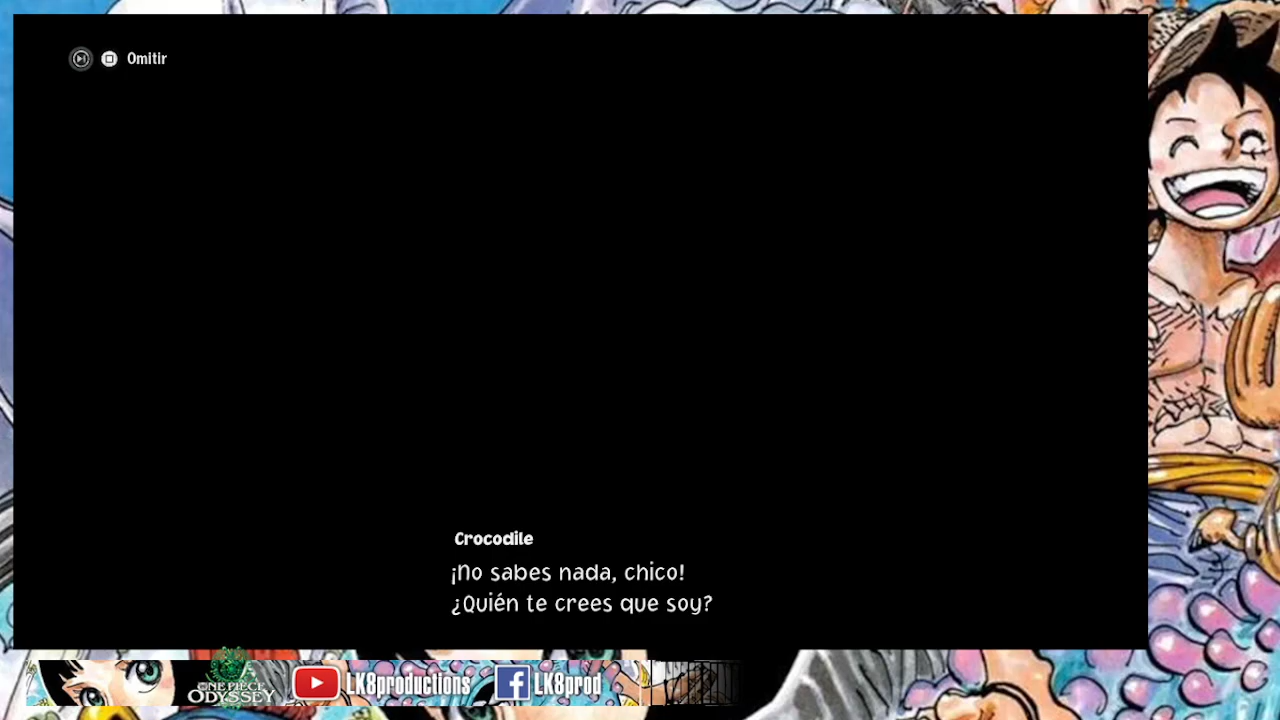 Omitir
Crocodile
¡No sabes nada, chico!
¿Quién te crees que soy?
ONE PIECE
ODYSSEY
LK8productions
LK8prod